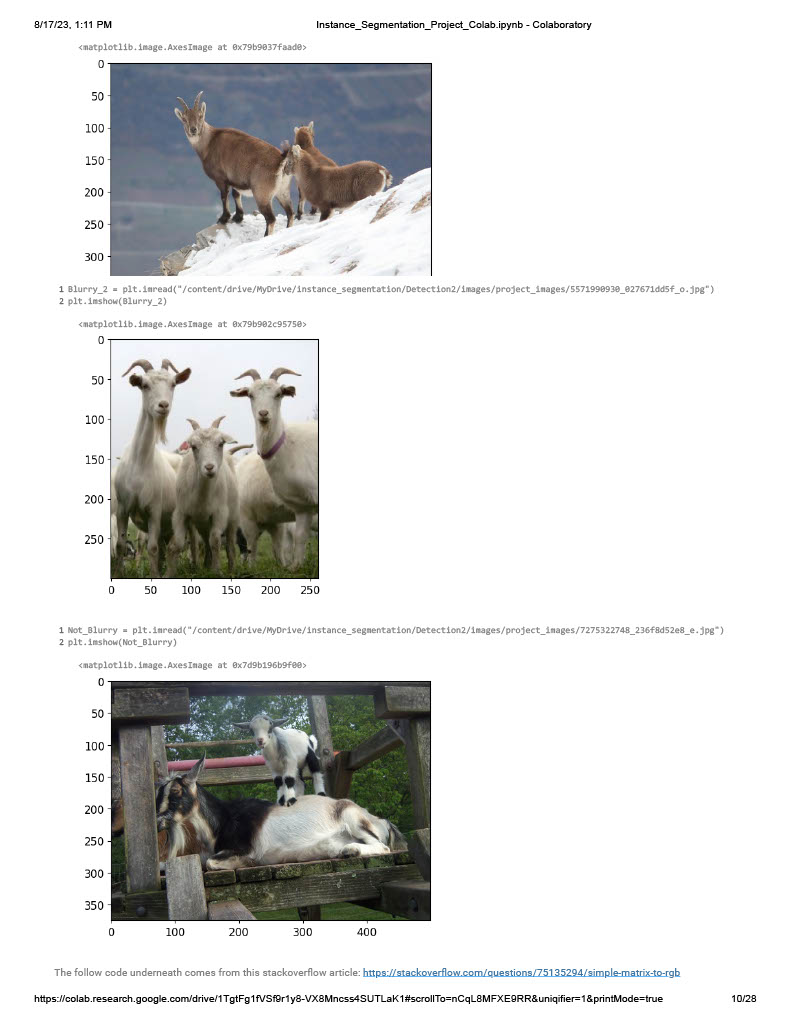 8/17/23, 1:11 PM Instance_Segmentation_Project_Colab.ipynb - Colaboratory
<matplotlib.image.AxesImage at 0x79b9037faad0>
0
50
100
150
200
250
300
1 Blurry_2 = plt.imread("/content/drive/MyDrive/instance_segmentation/Detection2/images/project_images/5571990930_027671dd5f_o.jpg")
2 plt.imshow(Blurry_2)
<matplotlib.image.AxesImage at 0x79b902c95750>
0
50
100
150
200
250
0 50 100 150 200 250
1 Not_Blurry = plt.imread("/content/drive/MyDrive/instance_segmentation/Detection2/images/project_images/7275322748_236f8d52e8_e.jpg")
2 plt.imshow(Not_Blurry)
<matplotlib.image.AxesImage at 0x7d9b196b9f00>
0
50
100
150
200
250
300
350
0 100 200 300 400
The follow code underneath comes from this stackoverflow article: https://stackoverflow.com/questions/75135294/simple-matrix-to-rgb
https://colab.research.google.com/drive/1TgtFg1fVSf9r1y8-VX8Mncss4SUTLaK1#scrollTo=nCqL8MFXE9RR&uniqifier=1&printMode=true 10/28